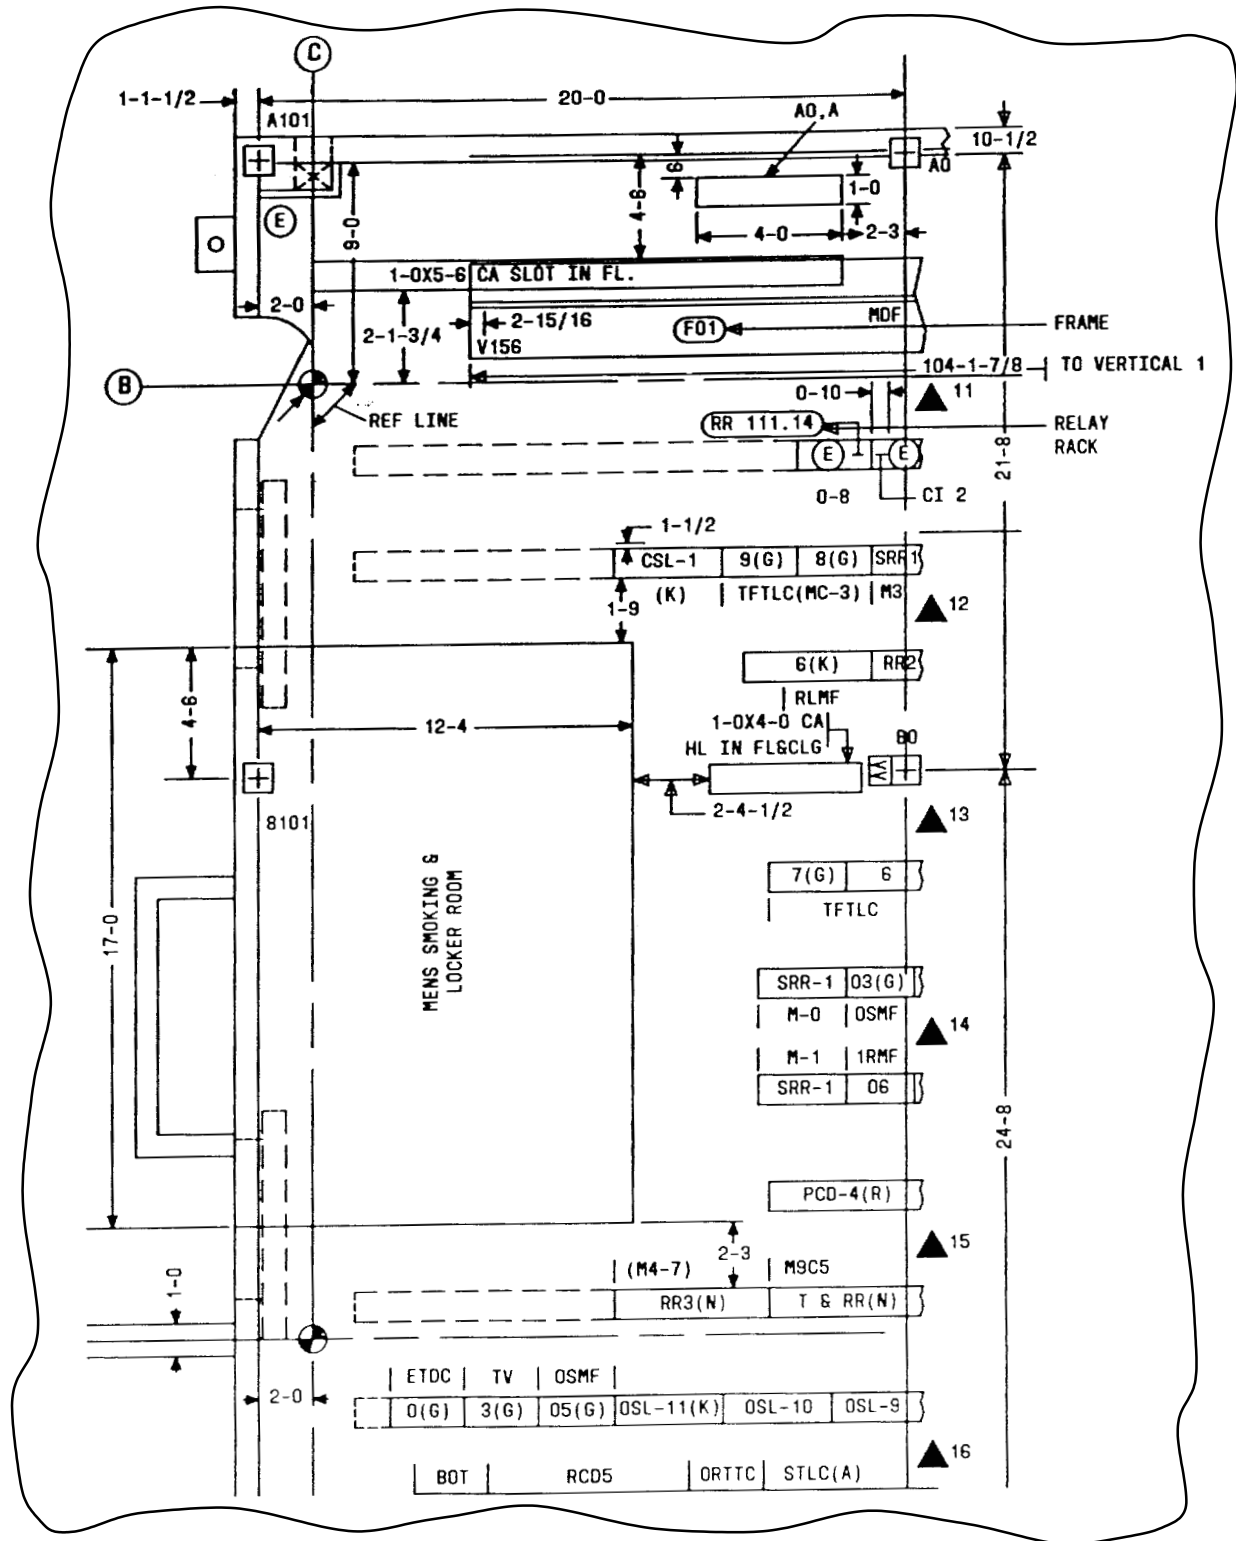 C
1-1-1/2
20-0
A101
A0,A
10-1/2
6
A0
1-0
4-6
9-0
E
4-0
2-3
1-0X5-6 CA SLOT IN FL.
2-0
2-1-3/4
2-15/16
MDF
F01
FRAME
V156
104-1-7/8
TO VERTICAL 1
B
0-10
11
REF LINE
RR 111.14
RELAY
RACK
E
E
21-8
0-8
CI 2
1-1/2
CSL-1
9(G)
8(G)
SRR1
(K)
TFTLC(MC-3)
M3
12
1-9
6(K)
RR2
RLMF
4-6
12-4
1-0X4-0 CA
HL IN FL&CLG
B0
2-4-1/2
13
8101
MENS SMOKING &
LOCKER ROOM
7(G)
6
TFTLC
17-0
SRR-1
03(G)
M-0
OSMF
14
M-1
1RMF
SRR-1
06
24-8
PCD-4(R)
15
2-3
(M4-7)
M9C5
1-0
RR3(N)
T & RR(N)
ETDC
TV
OSMF
2-0
0(G)
3(G)
05(G)
OSL-11(K)
OSL-10
OSL-9
16
BOT
RCD5
ORTTC
STLC(A)